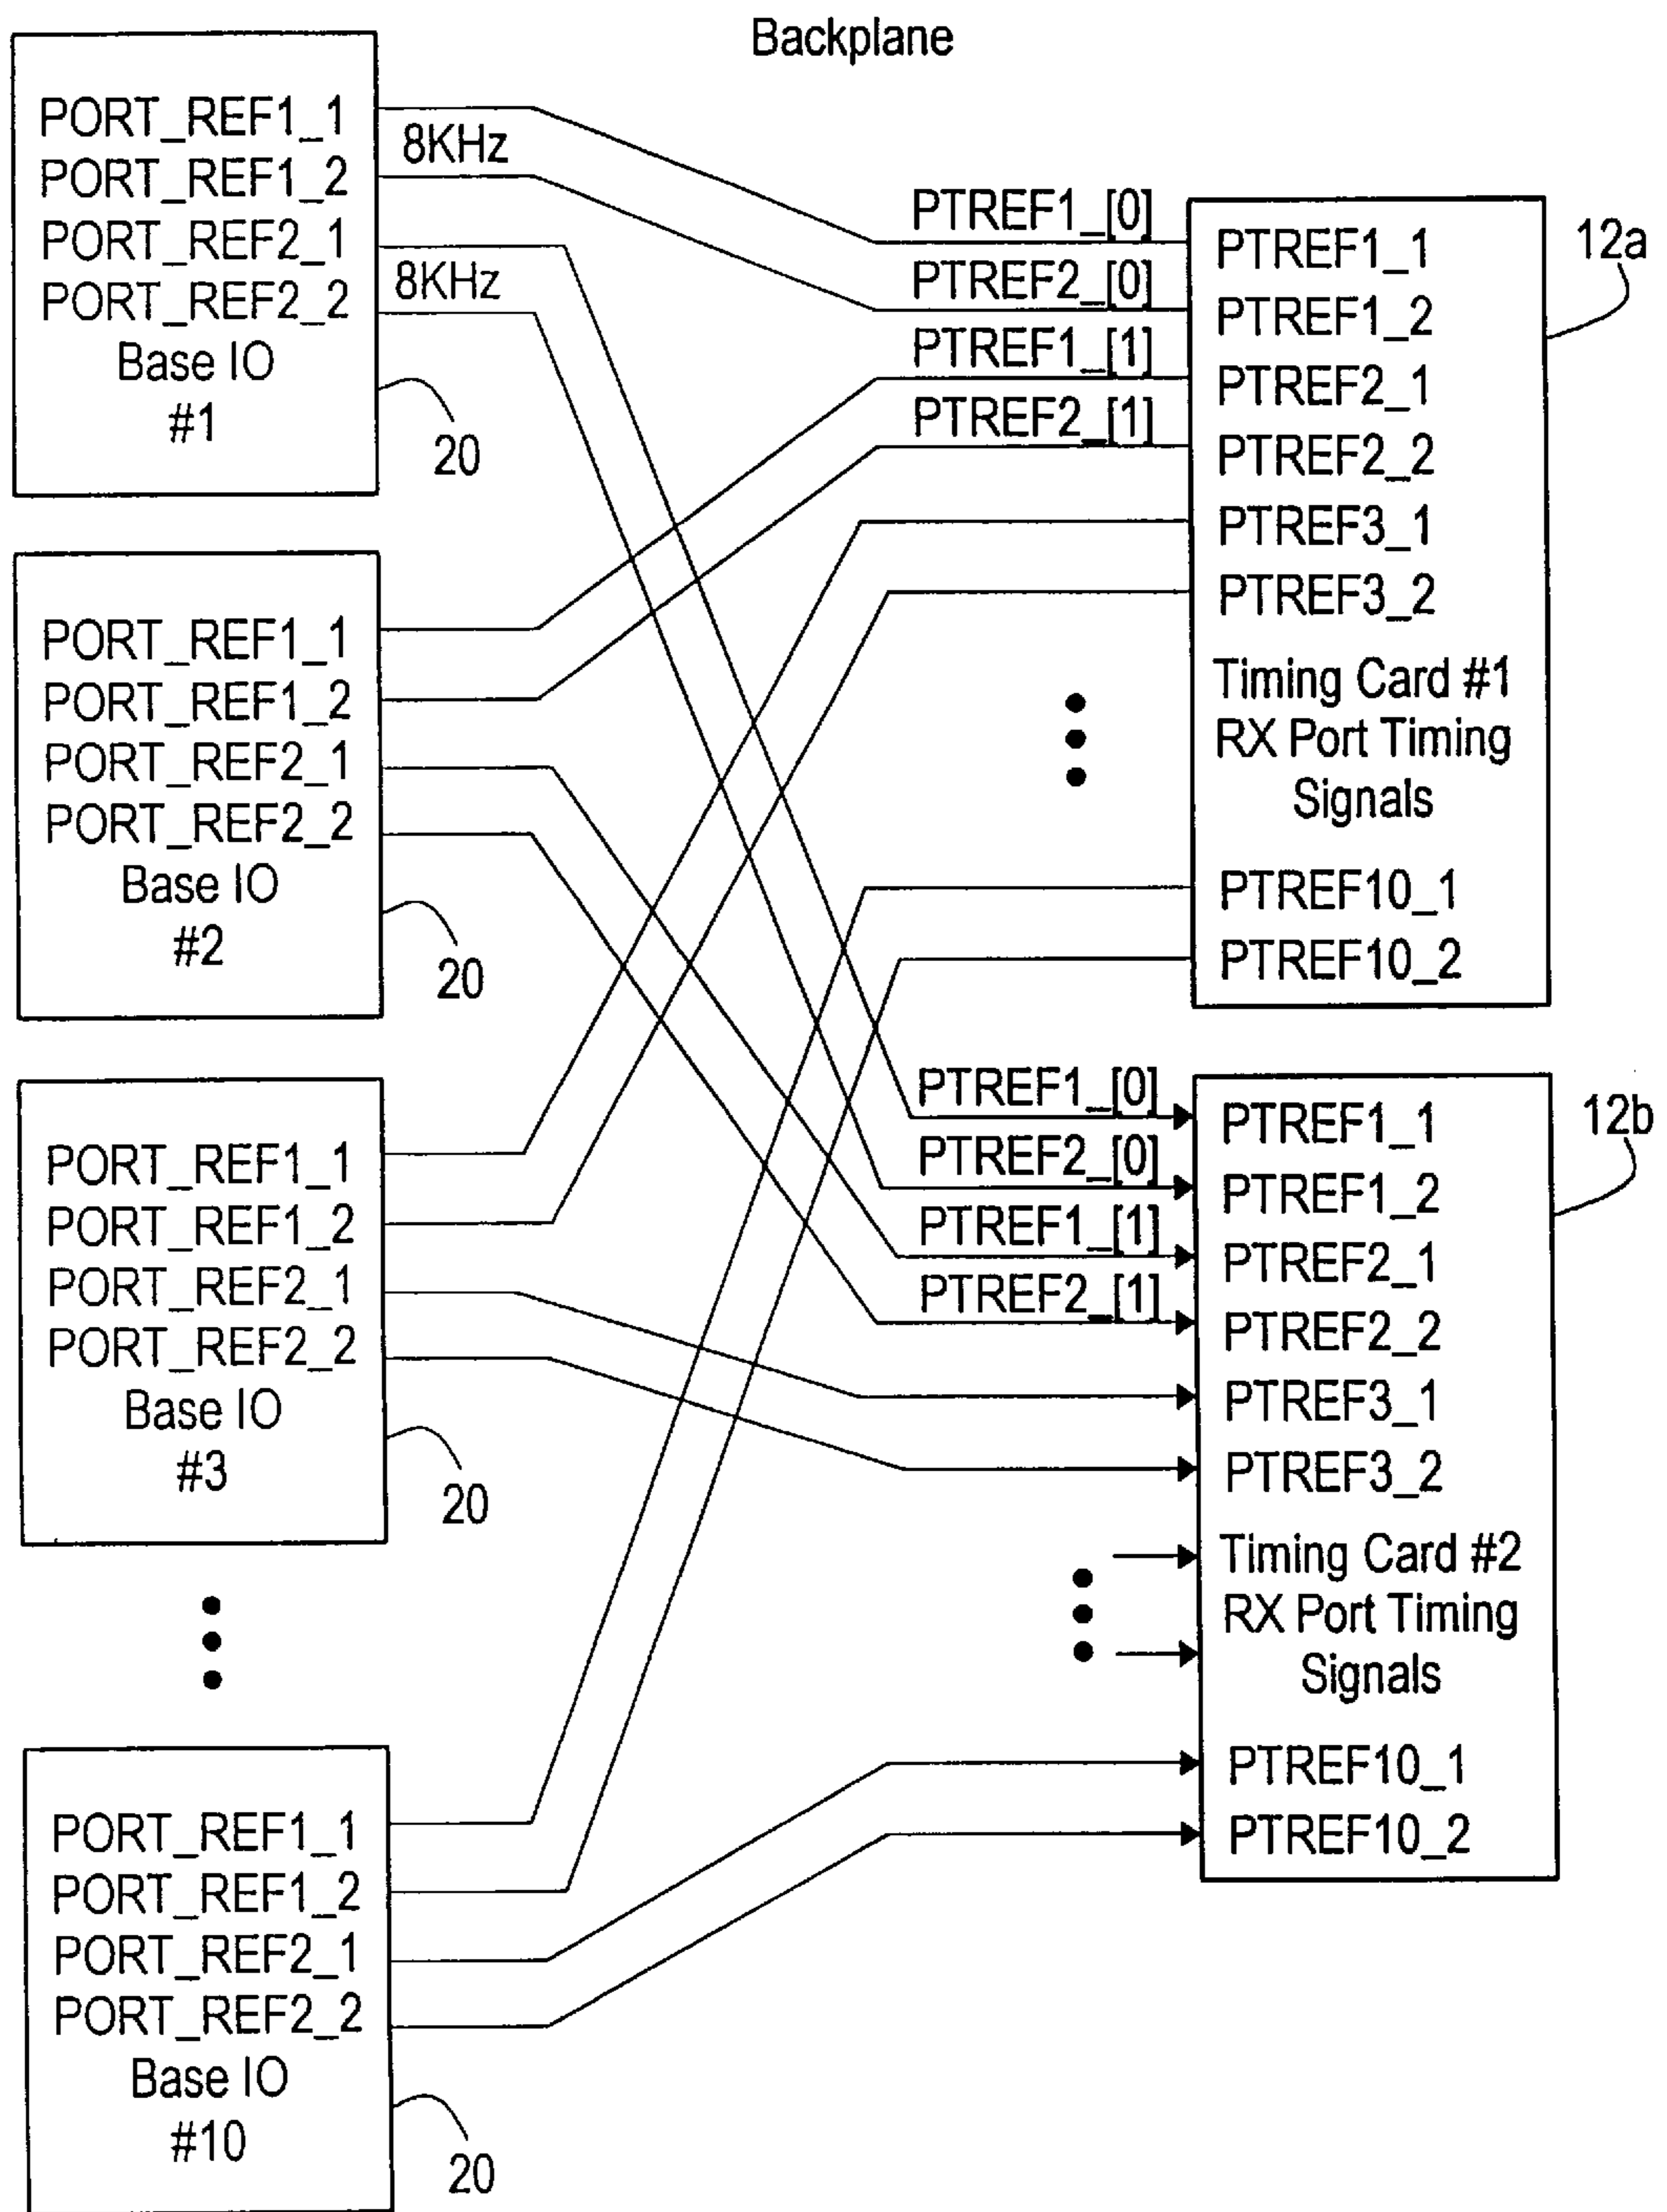 Backplane
PORT_REF1_1
PORT_REF1_2
PORT_REF2_1
PORT_REF2_2
Base IO
#1
20
8KHz
8KHz
PORT_REF1_1
PORT_REF1_2
PORT_REF2_1
PORT_REF2_2
Base IO
#2
20
PORT_REF1_1
PORT_REF1_2
PORT_REF2_1
PORT_REF2_2
Base IO
#3
20
PORT_REF1_1
PORT_REF1_2
PORT_REF2_1
PORT_REF2_2
Base IO
#10
20
PTREF1_[0]
PTREF2_[0]
PTREF1_[1]
PTREF2_[1]
PTREF1_1
PTREF1_2
PTREF2_1
PTREF2_2
PTREF3_1
PTREF3_2
Timing Card #1
RX Port Timing
Signals
PTREF10_1
PTREF10_2
12a
PTREF1_[0]
PTREF2_[0]
PTREF1_[1]
PTREF2_[1]
PTREF1_1
PTREF1_2
PTREF2_1
PTREF2_2
PTREF3_1
PTREF3_2
Timing Card #2
RX Port Timing
Signals
PTREF10_1
PTREF10_2
12b